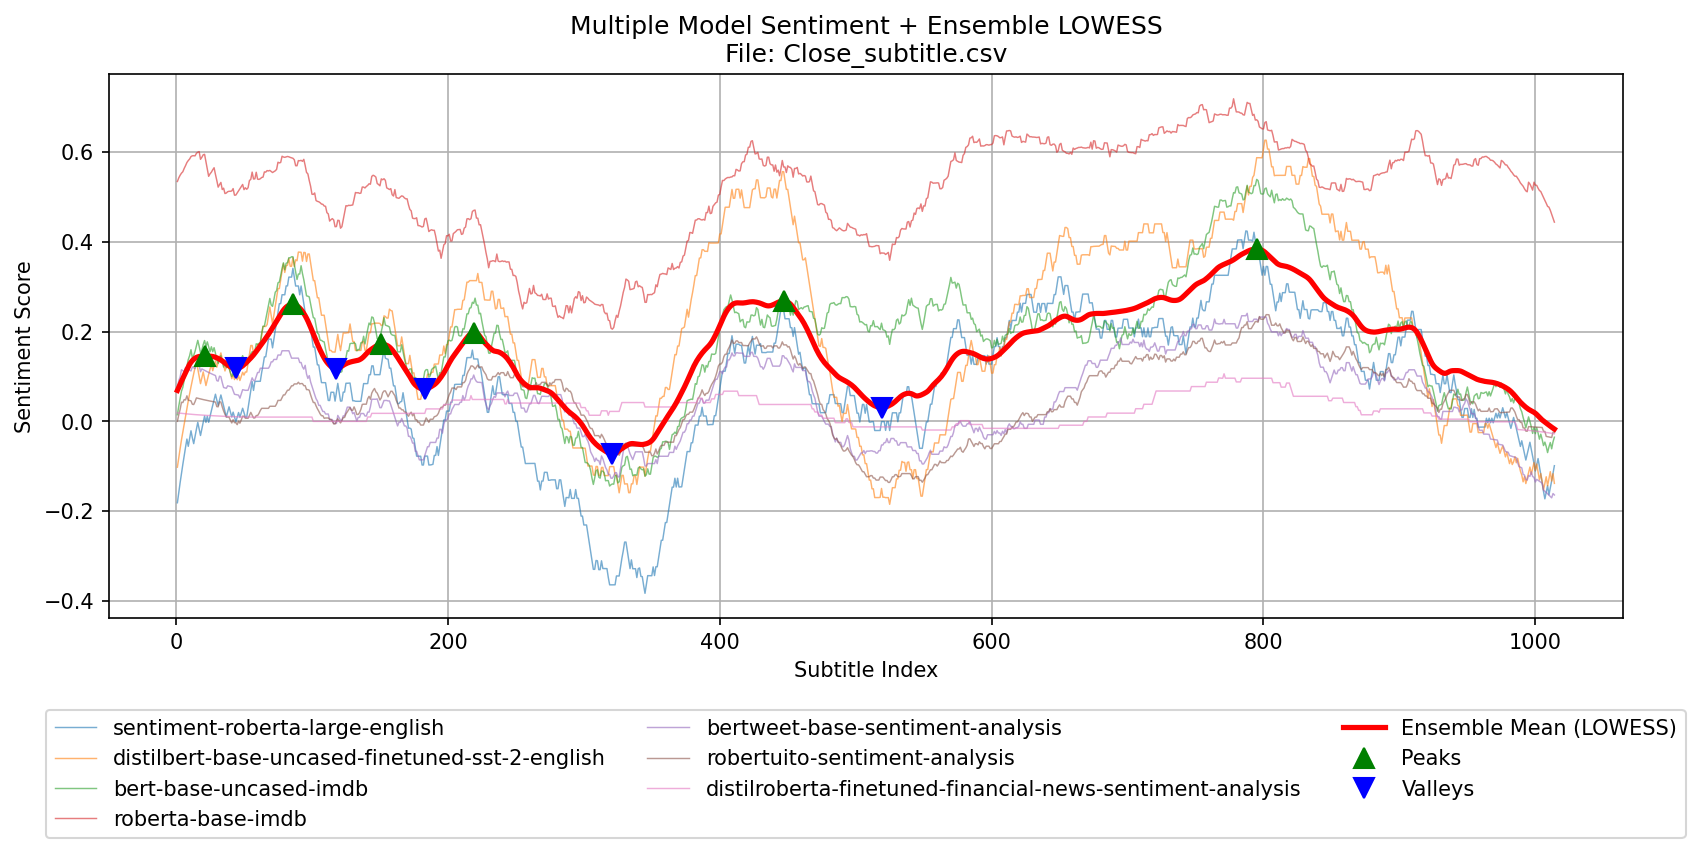 Multiple Model Sentiment + Ensemble LOWESS
File: Close_subtitle.csv
Sentiment Score
0.6
0.4
0.2
0.0
−0.2
−0.4
0 200 400 600 800 1000
Subtitle Index
sentiment-roberta-large-english
distilbert-base-uncased-finetuned-sst-2-english
bert-base-uncased-imdb
roberta-base-imdb
bertweet-base-sentiment-analysis
robertuito-sentiment-analysis
distilroberta-finetuned-financial-news-sentiment-analysis
Ensemble Mean (LOWESS)
Peaks
Valleys